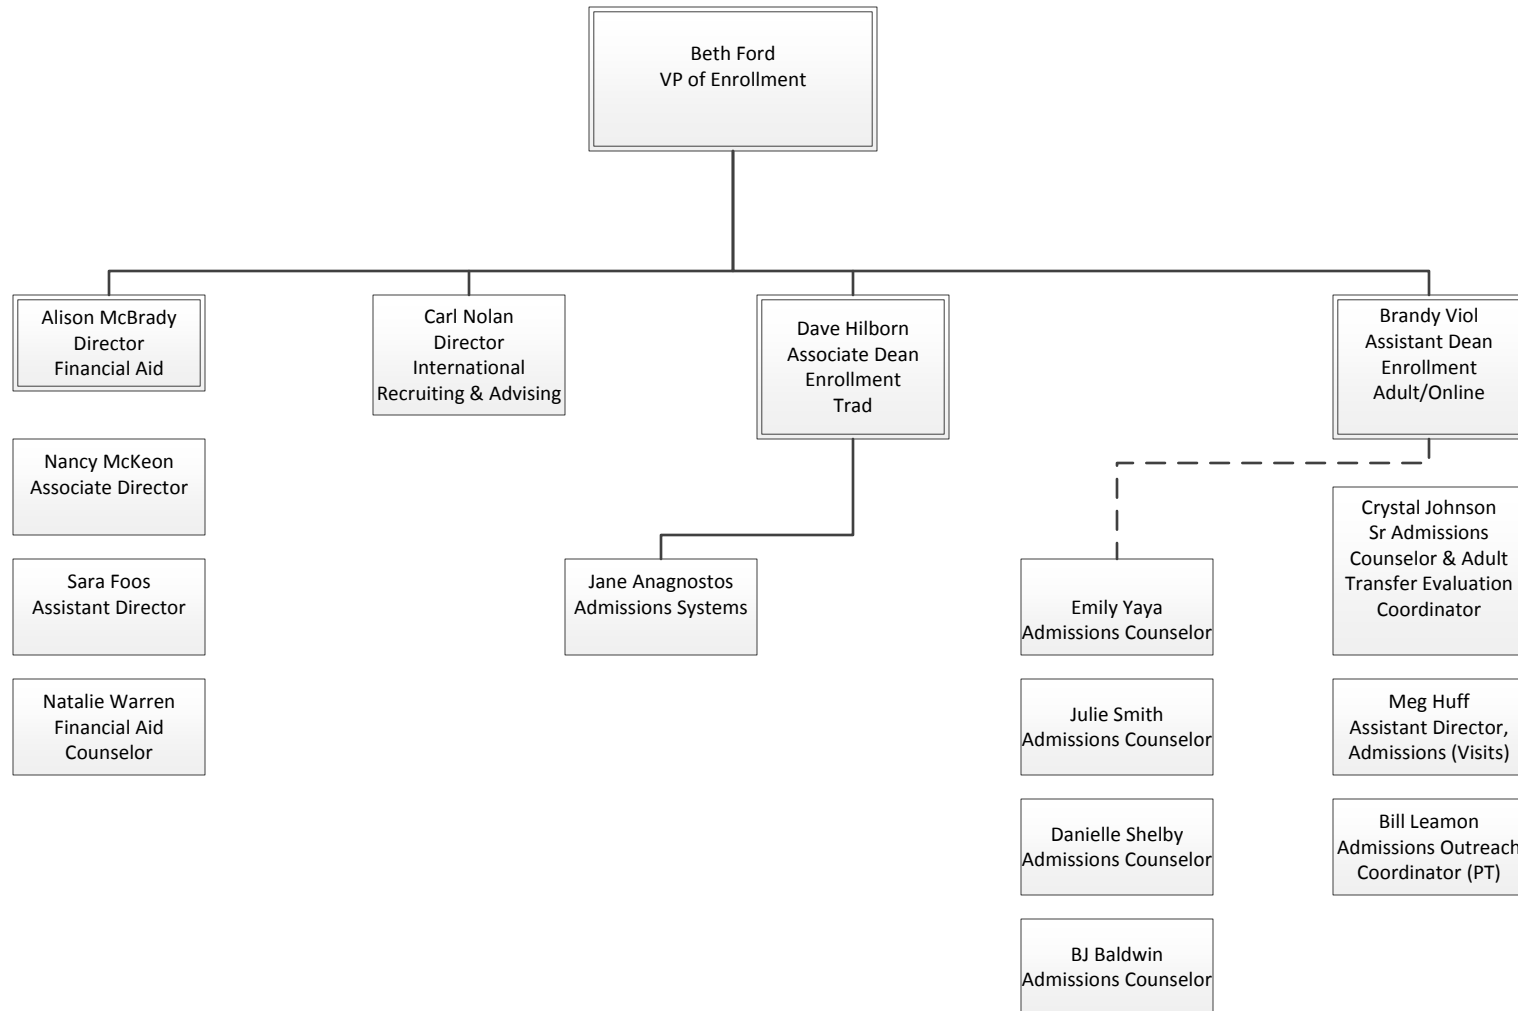 Beth Ford
VP of Enrollment
Alison McBrady
Director
Financial Aid
Carl Nolan
Director
International
Recruiting & Advising
Dave Hilborn
Associate Dean
Enrollment
Trad
Brandy Viol
Assistant Dean
Enrollment
Adult/Online
Nancy McKeon
Associate Director
Sara Foos
Assistant Director
Natalie Warren
Financial Aid
Counselor
Jane Anagnostos
Admissions Systems
Emily Yaya
Admissions Counselor
Julie Smith
Admissions Counselor
Danielle Shelby
Admissions Counselor
BJ Baldwin
Admissions Counselor
Crystal Johnson
Sr Admissions
Counselor & Adult
Transfer Evaluation
Coordinator
Meg Huff
Assistant Director,
Admissions (Visits)
Bill Leamon
Admissions Outreach
Coordinator (PT)